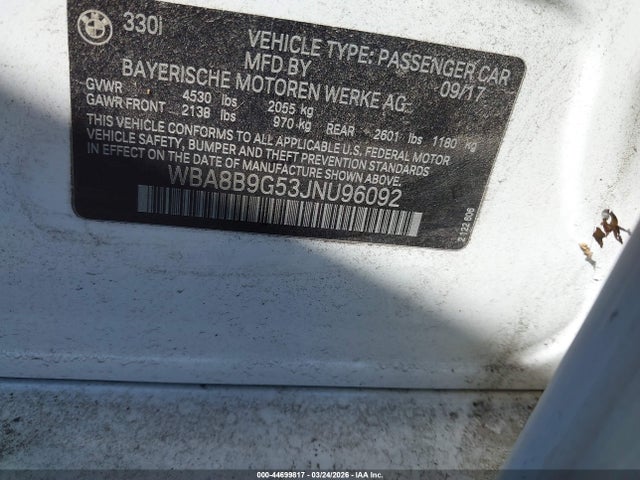 330i
VEHICLE TYPE: PASSENGER CAR
MFD BY 09/17
BAYERISCHE MOTOREN WERKE AG
GVWR 4530 lbs 2055 kg
GAWR FRONT 2138 lbs 970 kg REAR 2601 lbs 1180 kg
THIS VEHICLE CONFORMS TO ALL APPLICABLE U.S. FEDERAL MOTOR
VEHICLE SAFETY, BUMPER AND THEFT PREVENTION STANDARDS
IN EFFECT ON THE DATE OF MANUFACTURE SHOWN ABOVE.
WBA8B9G53JNU96092
000-44699817 - 03/24/2026 - IAA Inc.